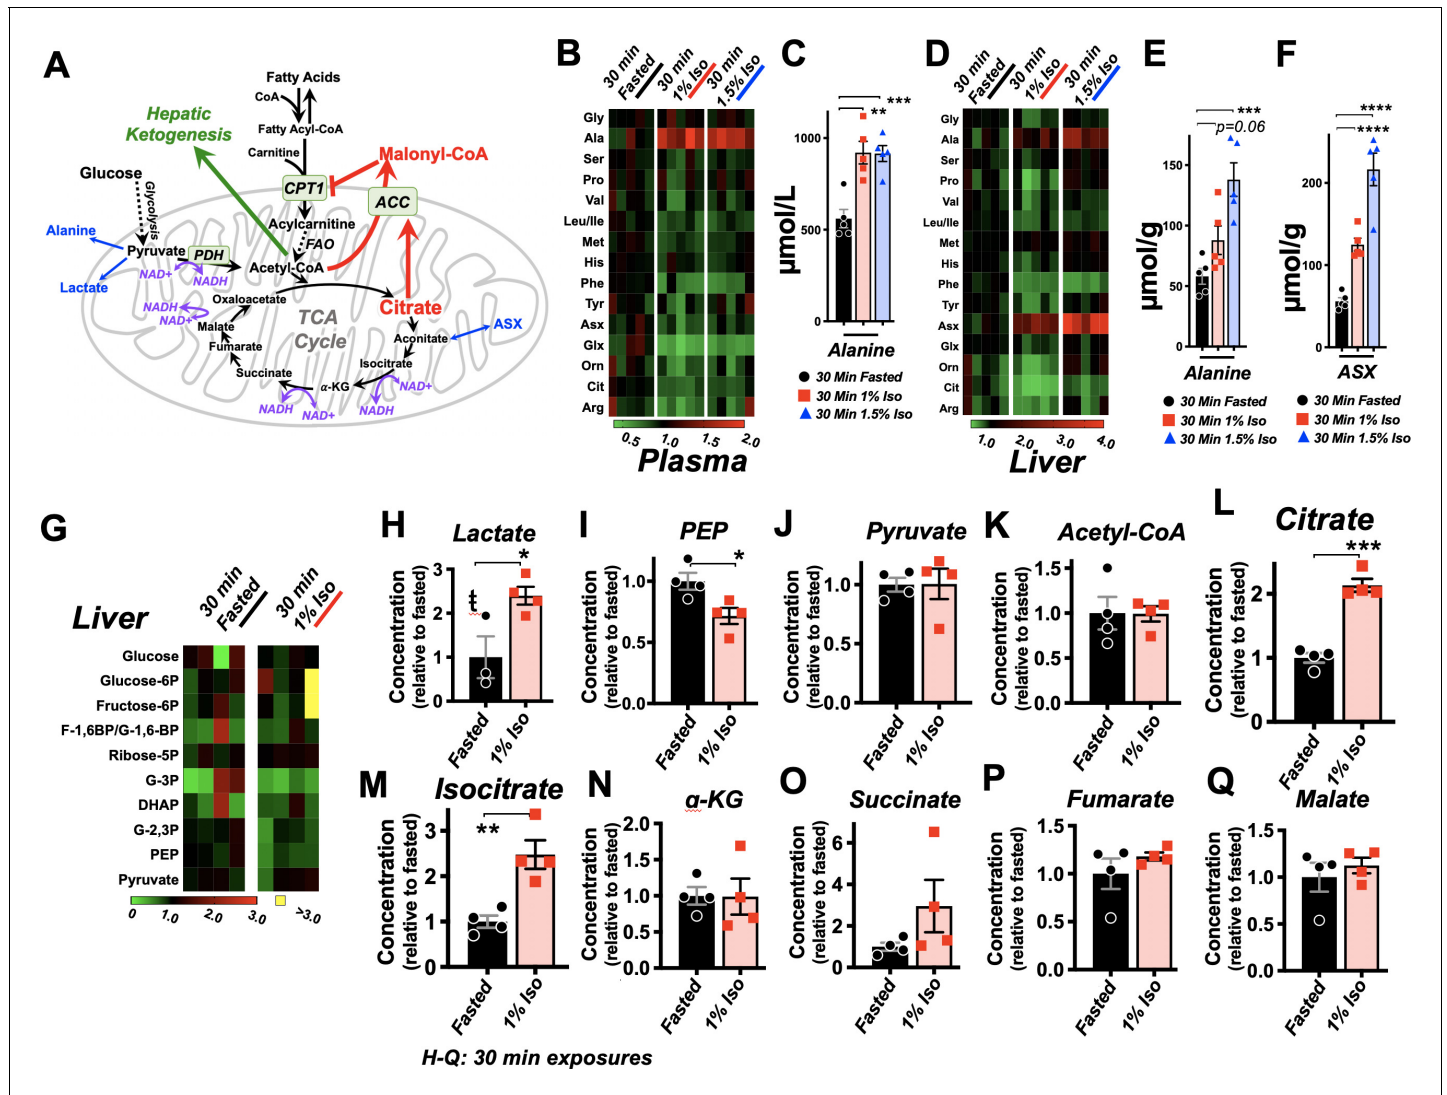 A
Fatty Acids
CoA
Fatty Acyl-CoA
Carnitine
Hepatic
Ketogenesis
Malonyl-CoA
Glucose
Glycolysis
CPT1
ACC
Acylcarnitine
FAO
Alanine
Pyruvate
PDH
NAD+
NADH
Acetyl-CoA
Lactate
Oxaloacetate
Citrate
NADH
NAD+
TCA
Cycle
Malate
Aconitate
ASX
Fumarate
Isocitrate
Succinate
α-KG
NAD+
NADH
NAD+
NADH
B
30 min
Fasted
30 min
1% Iso
30 min
1.5% Iso
Gly
Ala
Ser
Pro
Val
Leu/Ile
Met
His
Phe
Tyr
Asx
Glx
Orn
Cit
Arg
0.5
1.0
1.5
2.0
Plasma
C
***
**
1000
500
0
μmol/L
Alanine
30 Min Fasted
30 Min 1% Iso
30 Min 1.5% Iso
D
30 min
Fasted
30 min
1% Iso
30 min
1.5% Iso
Gly
Ala
Ser
Pro
Val
Leu/Ile
Met
His
Phe
Tyr
Asx
Glx
Orn
Cit
Arg
1.0
2.0
3.0
4.0
Liver
E
***
p=0.06
150
100
50
0
μmol/g
Alanine
30 Min Fasted
30 Min 1% Iso
30 Min 1.5% Iso
F
****
****
200
100
0
μmol/g
ASX
30 Min Fasted
30 Min 1% Iso
30 Min 1.5% Iso
G
Liver
30 min
Fasted
30 min
1% Iso
Glucose
Glucose-6P
Fructose-6P
F-1,6BP/G-1,6-BP
Ribose-5P
G-3P
DHAP
G-2,3P
PEP
Pyruvate
0
1.0
2.0
3.0
>3.0
H
Lactate
*
ŧ
3
2
1
0
Concentration
(relative to fasted)
Fasted
1% Iso
I
PEP
*
1.0
0.5
0.0
Concentration
(relative to fasted)
Fasted
1% Iso
J
Pyruvate
1.0
0.5
0.0
Concentration
(relative to fasted)
Fasted
1% Iso
K
Acetyl-CoA
1.5
1.0
0.5
0.0
Concentration
(relative to fasted)
Fasted
1% Iso
L
Citrate
***
2
1
0
Concentration
(relative to fasted)
Fasted
1% Iso
M
Isocitrate
**
3
2
1
0
Concentration
(relative to fasted)
Fasted
1% Iso
N
α-KG
2.0
1.5
1.0
0.5
0.0
Concentration
(relative to fasted)
Fasted
1% Iso
O
Succinate
6
4
2
0
Concentration
(relative to fasted)
Fasted
1% Iso
P
Fumarate
1.5
1.0
0.5
0.0
Concentration
(relative to fasted)
Fasted
1% Iso
Q
Malate
1.5
1.0
0.5
0.0
Concentration
(relative to fasted)
Fasted
1% Iso
H-Q: 30 min exposures